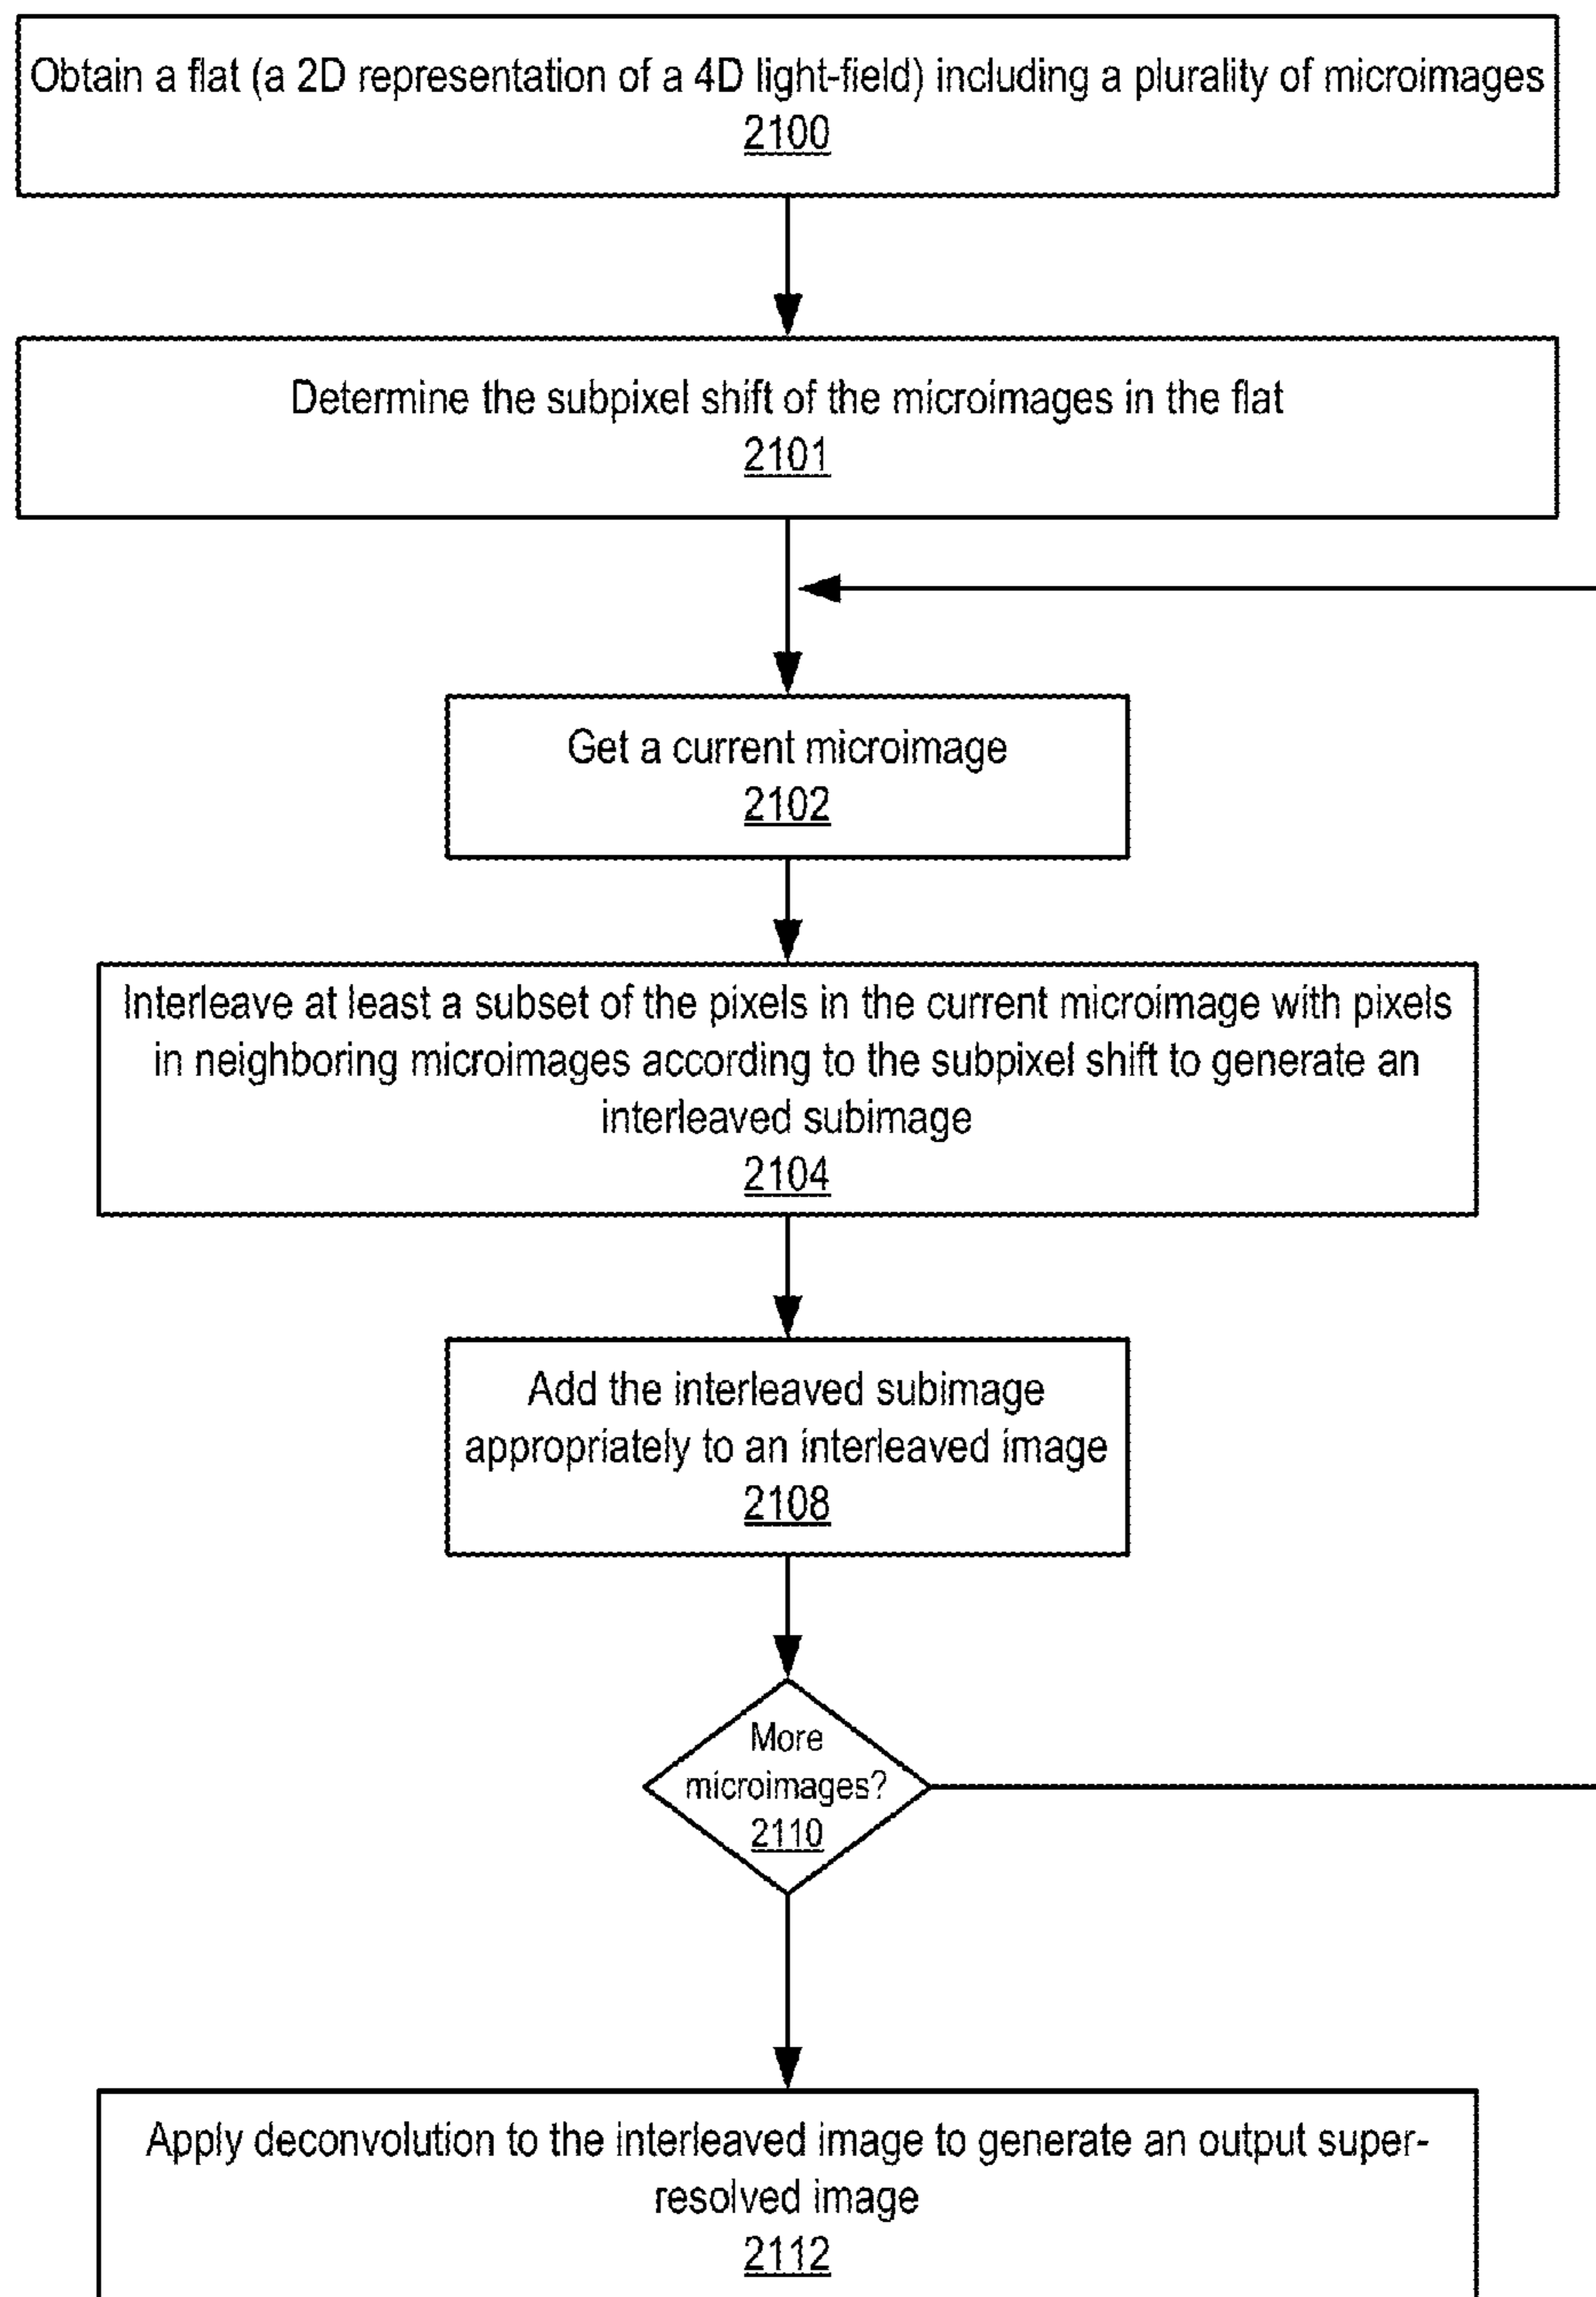 Obtain a flat (a 2D representation of a 4D light-field) including a plurality of microimages
2100
Determine the subpixel shift of the microimages in the flat
2101
Get a current microimage
2102
Interleave at least a subset of the pixels in the current microimage with pixels
in neighboring microimages according to the subpixel shift to generate an
interleaved subimage
2104
Add the interleaved subimage
appropriately to an interleaved image
2108
More
microimages?
2110
Apply deconvolution to the interleaved image to generate an output super-
resolved image
2112